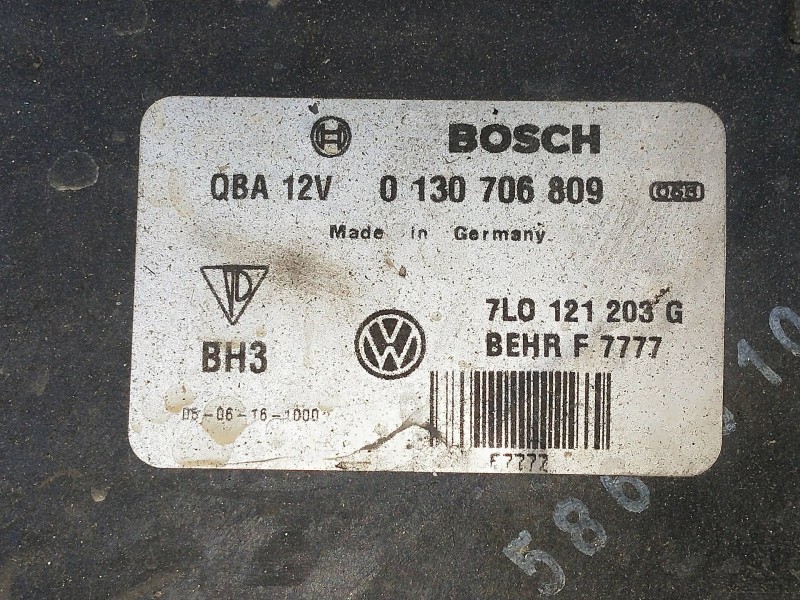 BOSCH
QBA 12V 0 130 706 809
Made in Germany
7L0 121 203 G
BH3
BEHR F 7777
06-06-16-1000
F7777